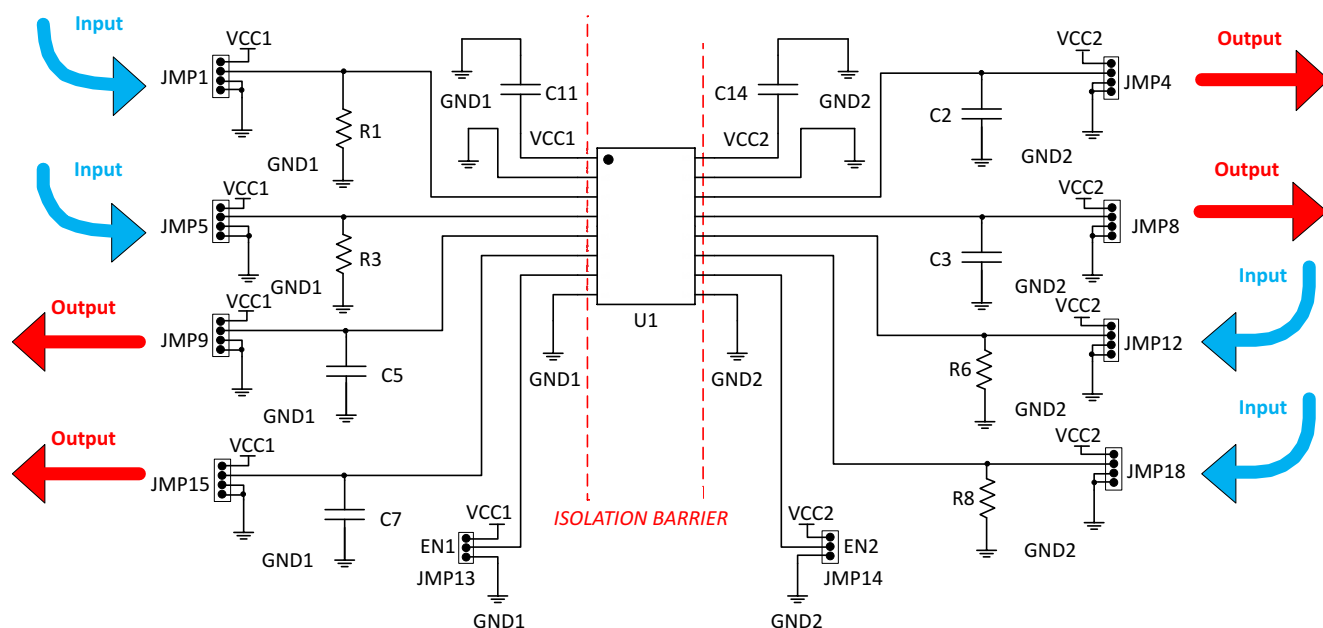 Input
VCC1
JMP1
R1
GND1
GND1
C11
VCC1
C14
GND2
VCC2
VCC2
JMP4
C2
GND2
Output
Input
VCC1
JMP5
R3
GND1
VCC2
JMP8
C3
GND2
Output
Output
VCC1
JMP9
C5
GND1
U1
GND1
GND2
VCC2
JMP12
R6
GND2
Input
Output
VCC1
JMP15
C7
GND1
VCC2
JMP18
R8
GND2
Input
ISOLATION BARRIER
VCC1
EN1
JMP13
GND1
VCC2
EN2
JMP14
GND2